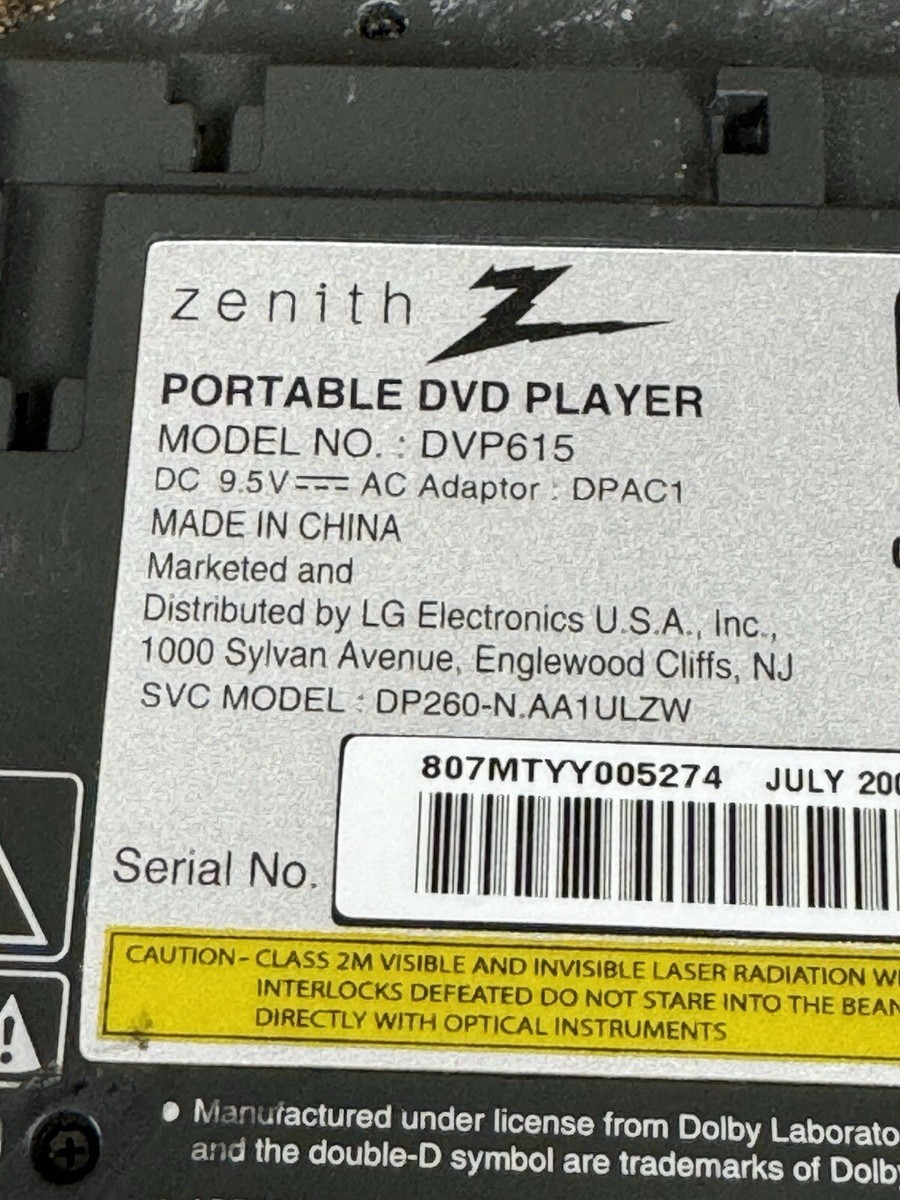 zenith
PORTABLE DVD PLAYER
MODEL NO. : DVP615
DC 9.5V⎓ AC Adaptor : DPAC1
MADE IN CHINA
Marketed and
Distributed by LG Electronics U.S.A., Inc.,
1000 Sylvan Avenue, Englewood Cliffs, NJ
SVC MODEL : DP260-N.AA1ULZW
807MTYY005274 JULY 200
Serial No.
CAUTION- CLASS 2M VISIBLE AND INVISIBLE LASER RADIATION
INTERLOCKS DEFEATED DO NOT STARE INTO THE
DIRECTLY WITH OPTICAL INSTRUMENTS
• Manufactured under license from Dolby
and the double-D symbol are trademarks of